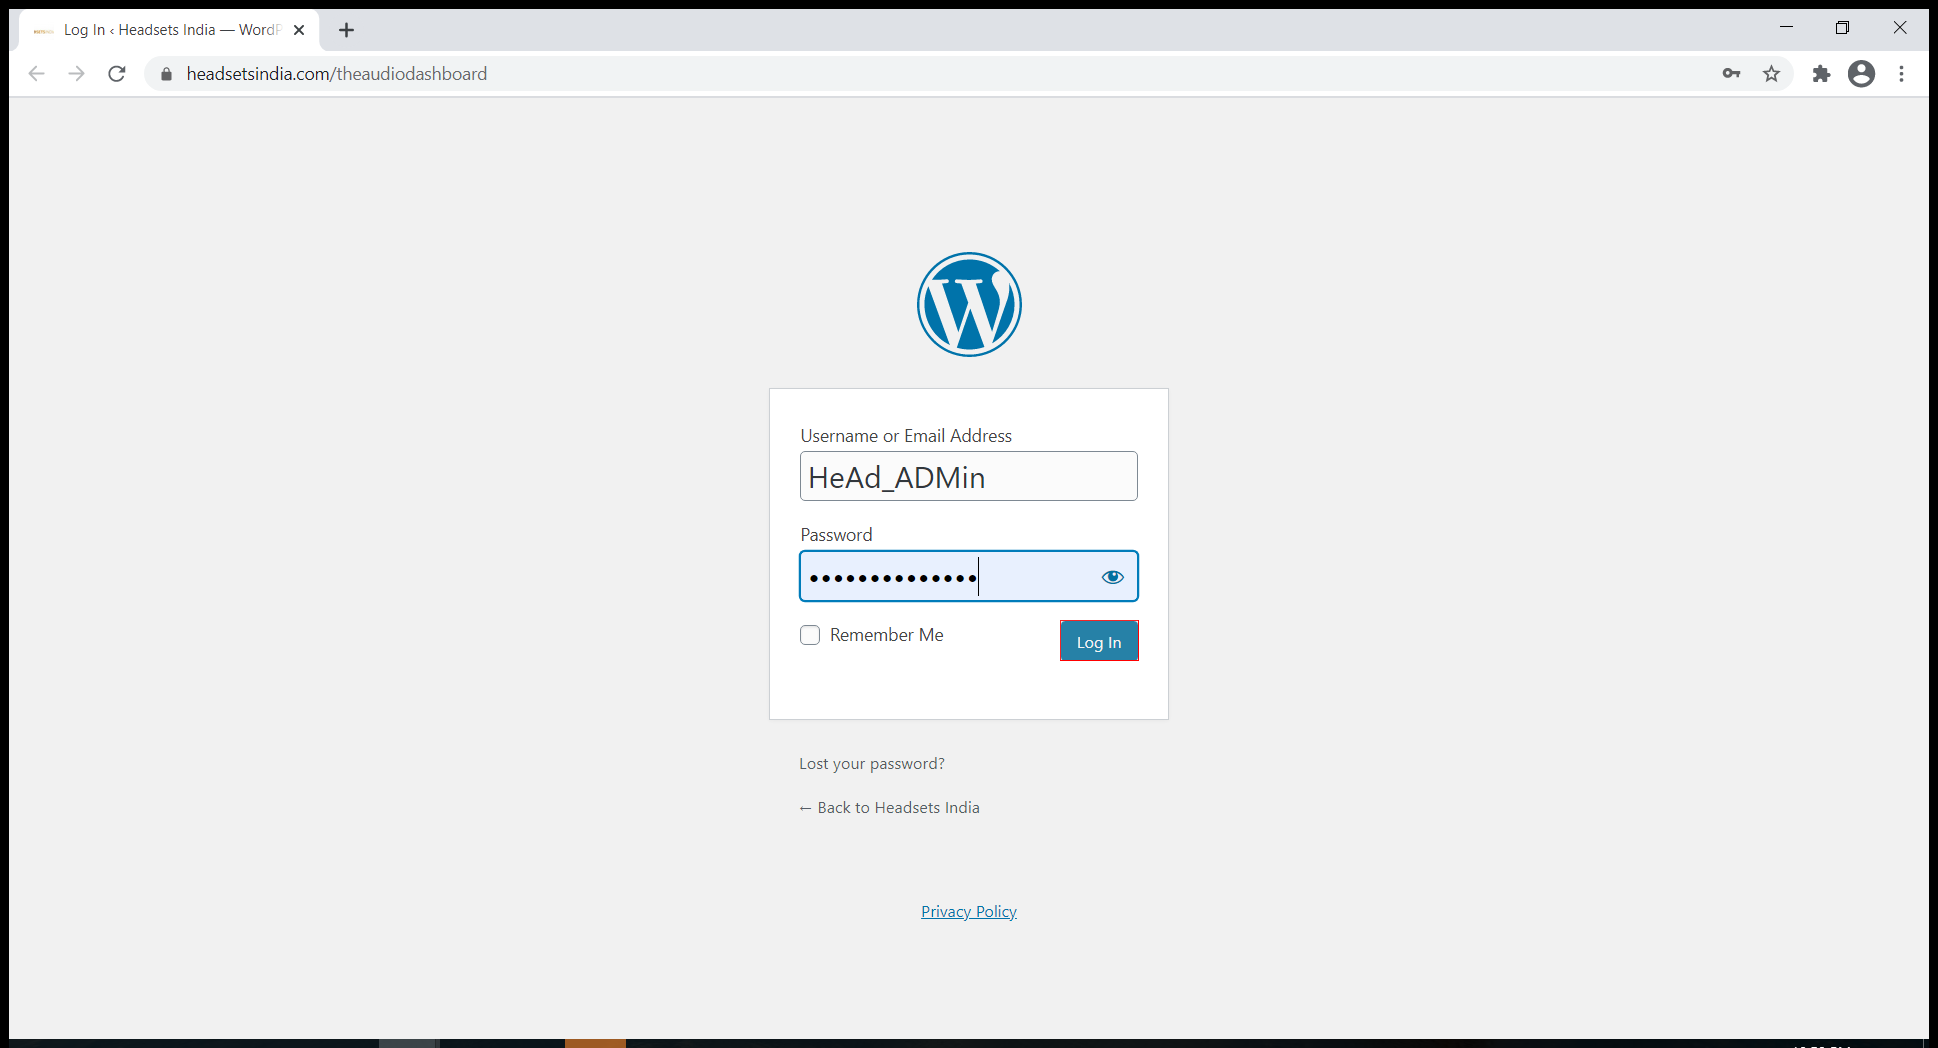 Log In ‹ Headsets India — WordP
headsetsindia.com/theaudiodashboard
Username or Email Address
HeAd_ADMin
Password
Remember Me
Log In
Lost your password?
← Back to Headsets India
Privacy Policy